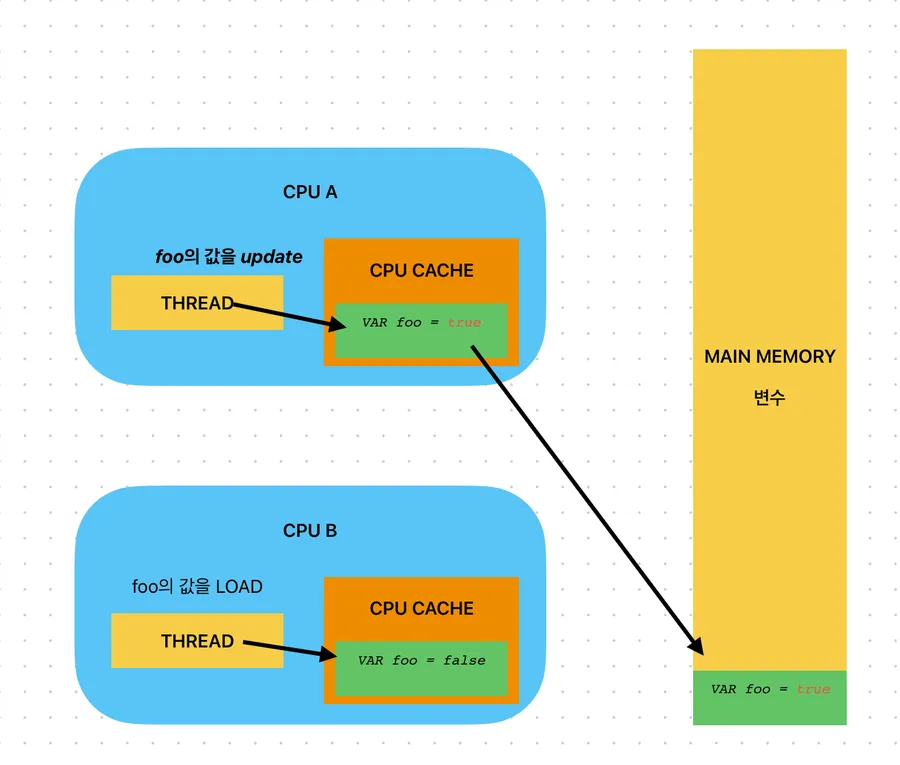 CPU A
foo의 값을 update
THREAD
CPU CACHE
VAR foo = true
CPU B
foo의 값을 LOAD
THREAD
CPU CACHE
VAR foo = false
MAIN MEMORY
변수
VAR foo = true